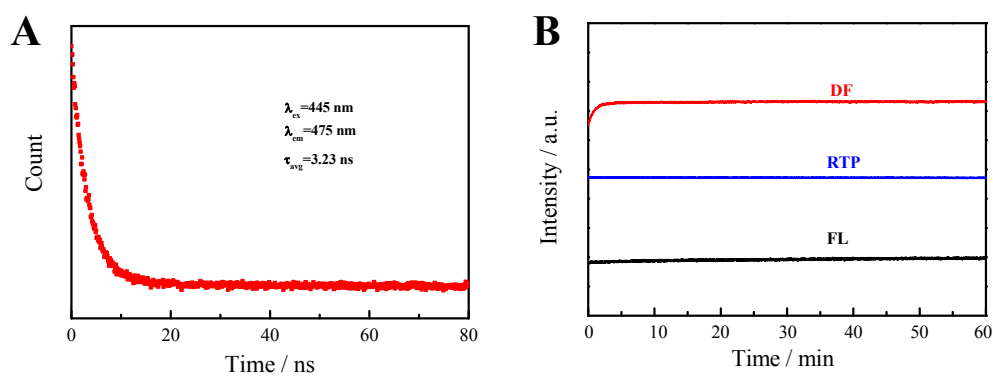 A
Count
λex=445 nm
λem=475 nm
τavg=3.23 ns
0
20
40
60
80
Time / ns
B
Intensity / a.u.
DF
RTP
FL
0
10
20
30
40
50
60
Time / min